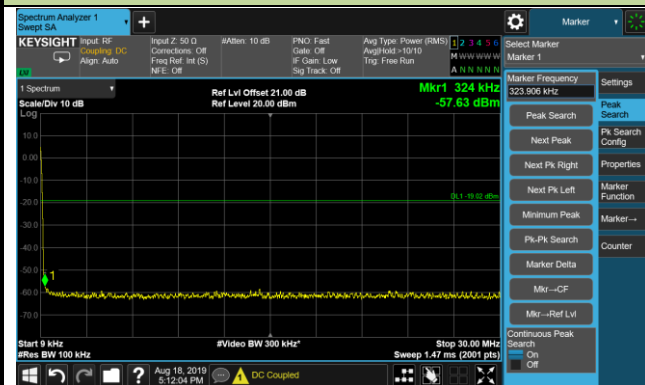 Spectrum Analyzer 1
Swept SA
+
Marker
KEYSIGHT
Input: RF
Coupling: DC
Align: Auto
Input Z: 50 Ω
Corrections: Off
Freq Ref: Int (S)
NFE: Off
#Atten: 10 dB
PNO: Fast
Gate: Off
IF Gain: Low
Sig Track: Off
Avg Type: Power (RMS)
Avg|Hold:>10/10
Trig: Free Run
1 2 3 4 5 6
M W W W W W
A N N N N N
LVI
Select Marker
Marker 1
1 Spectrum
Scale/Div 10 dB
Log
Ref Lvl Offset 21.00 dB
Ref Level 20.00 dBm
Mkr1 324 kHz
-57.63 dBm
10.0
0.00
-10.0
-20.0
-30.0
-40.0
-50.0
-60.0
-70.0
DL1 -19.02 dBm
1
Start 9 kHz
#Res BW 100 kHz
#Video BW 300 kHz*
Stop 30.00 MHz
Sweep 1.47 ms (2001 pts)
Marker Frequency
323.906 kHz
Peak Search
Next Peak
Next Pk Right
Next Pk Left
Minimum Peak
Pk-Pk Search
Marker Delta
Mkr→CF
Mkr→Ref Lvl
Continuous Peak
Search
On
Off
Settings
Peak
Search
Pk Search
Config
Properties
Marker
Function
Marker→
Counter
?
Aug 18, 2019
5:12:04 PM
DC Coupled